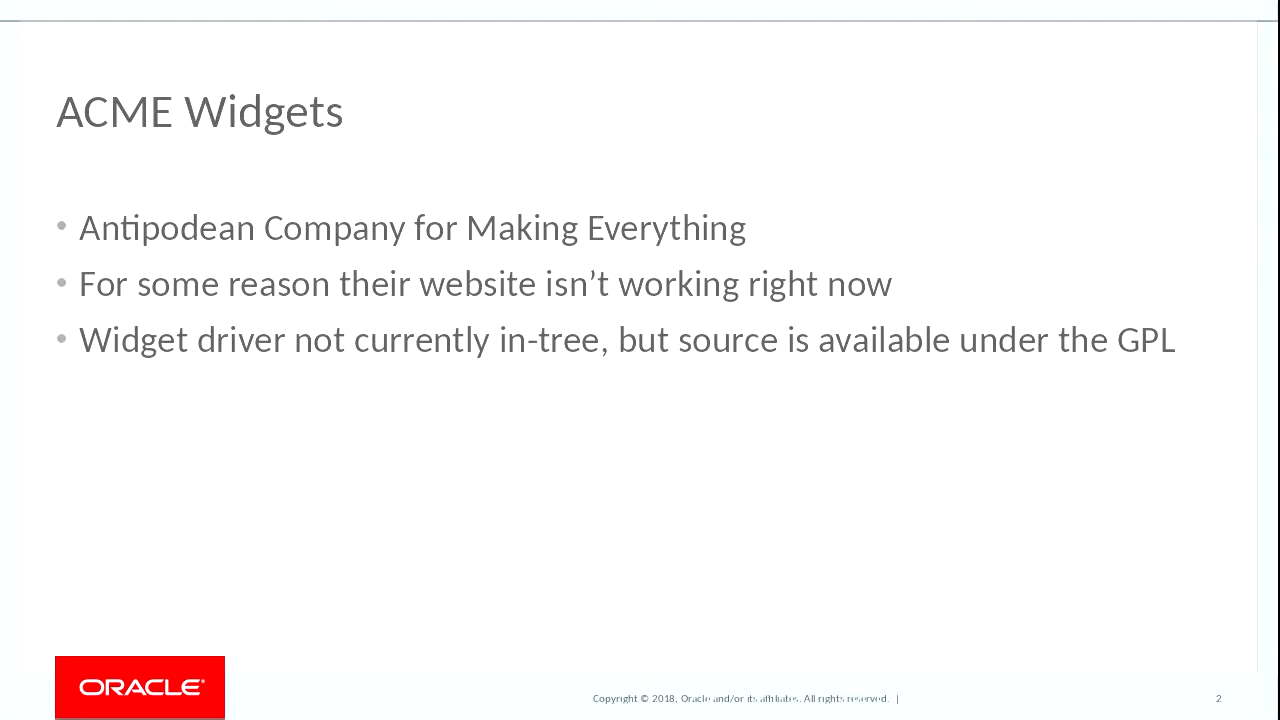 ACME Widgets
• Antipodean Company for Making Everything
• For some reason their website isn’t working right now
• Widget driver not currently in-tree, but source is available under the GPL
ORACLE®
Copyright © 2018, Oracle and/or its affiliates. All rights reserved. |
2